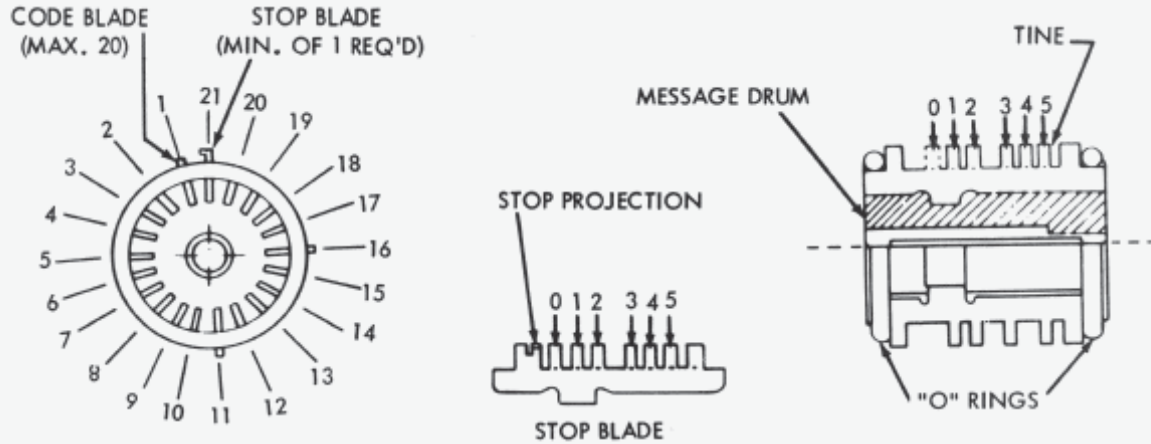 CODE BLADE
(MAX. 20)
STOP BLADE
(MIN. OF 1 REQ'D)
1
21
20
2
19
3
18
4
17
5
16
6
15
7
14
8
13
9
10
11
12
STOP PROJECTION
0 1 2 3 4 5
STOP BLADE
TINE
MESSAGE DRUM
0 1 2 3 4 5
"O" RINGS